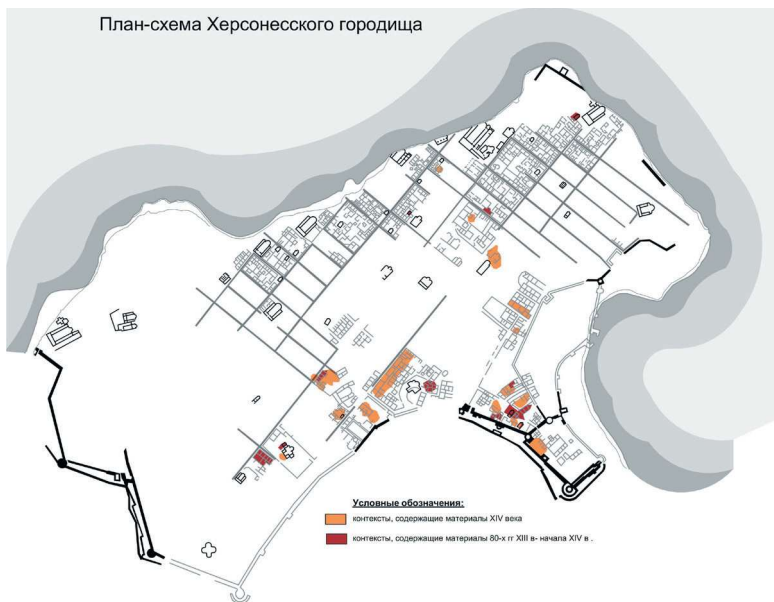 План-схема Херсонесского городища
Условные обозначения:
контексты, содержащие материалы XIV века
контексты, содержащие материалы 80-х гг XIII в- начала XIV в .